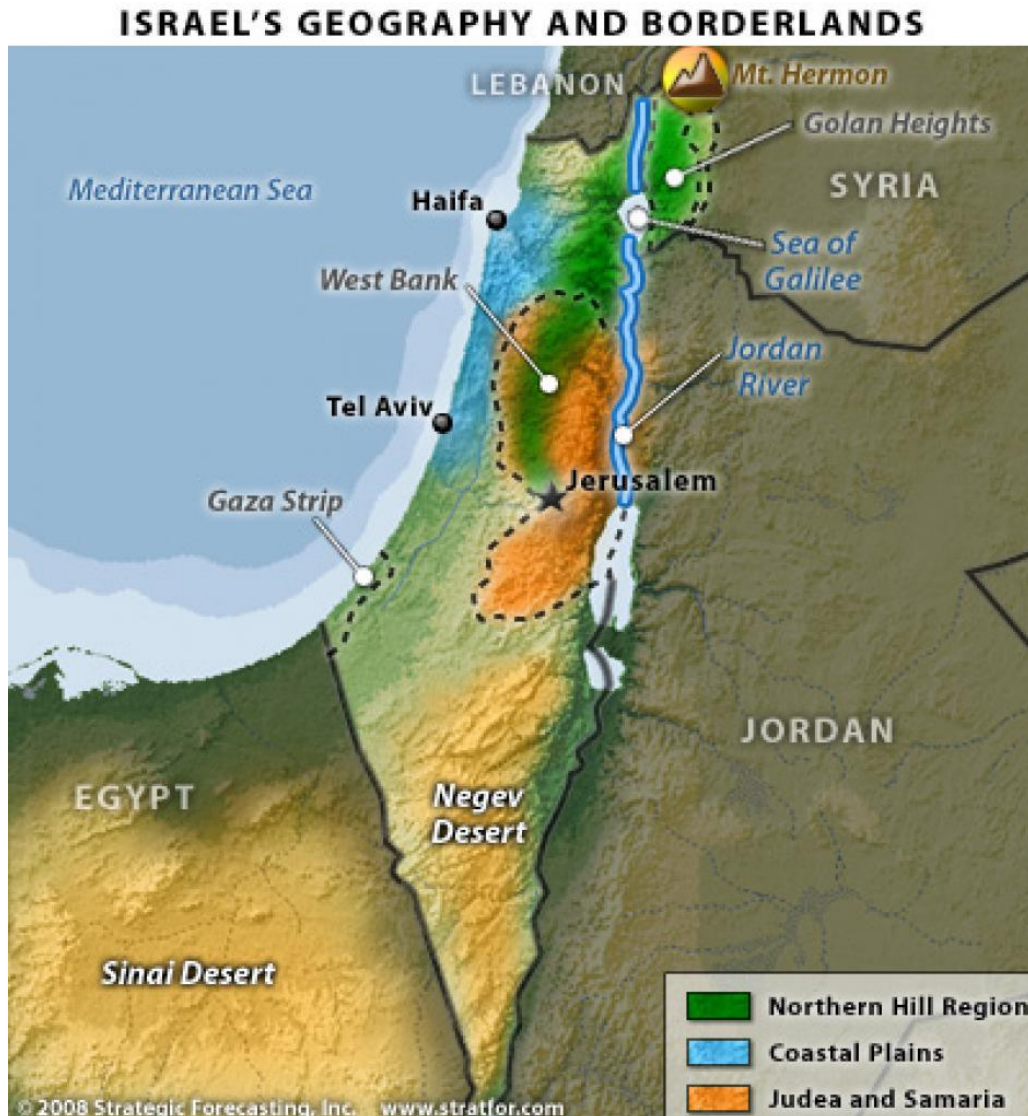 ISRAEL'S GEOGRAPHY AND BORDERLANDS
LEBANON
Mt. Hermon
Golan Heights
Mediterranean Sea
SYRIA
Haifa
Sea of
Galilee
West Bank
Jordan
River
Tel Aviv
Jerusalem
Gaza Strip
JORDAN
EGYPT
Negev
Desert
Sinai Desert
Northern Hill Region
Coastal Plains
Judea and Samaria
© 2008 Strategic Forecasting, Inc. www.stratfor.com